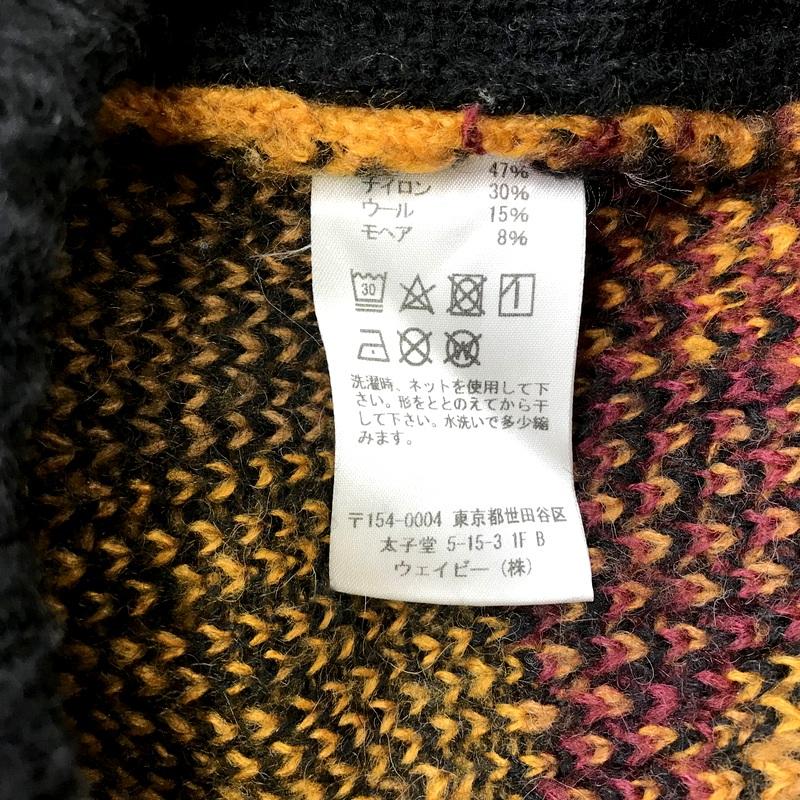 47%
ナイロン 30%
ウール 15%
モヘア 8%
30
W
洗濯時、ネットを使用して下
さい。形をととのえてから干
して下さい。水洗いで多少縮
みます。
〒154-0004 東京都世田谷区
太子堂 5-15-3 1F B
ウェイビー（株）